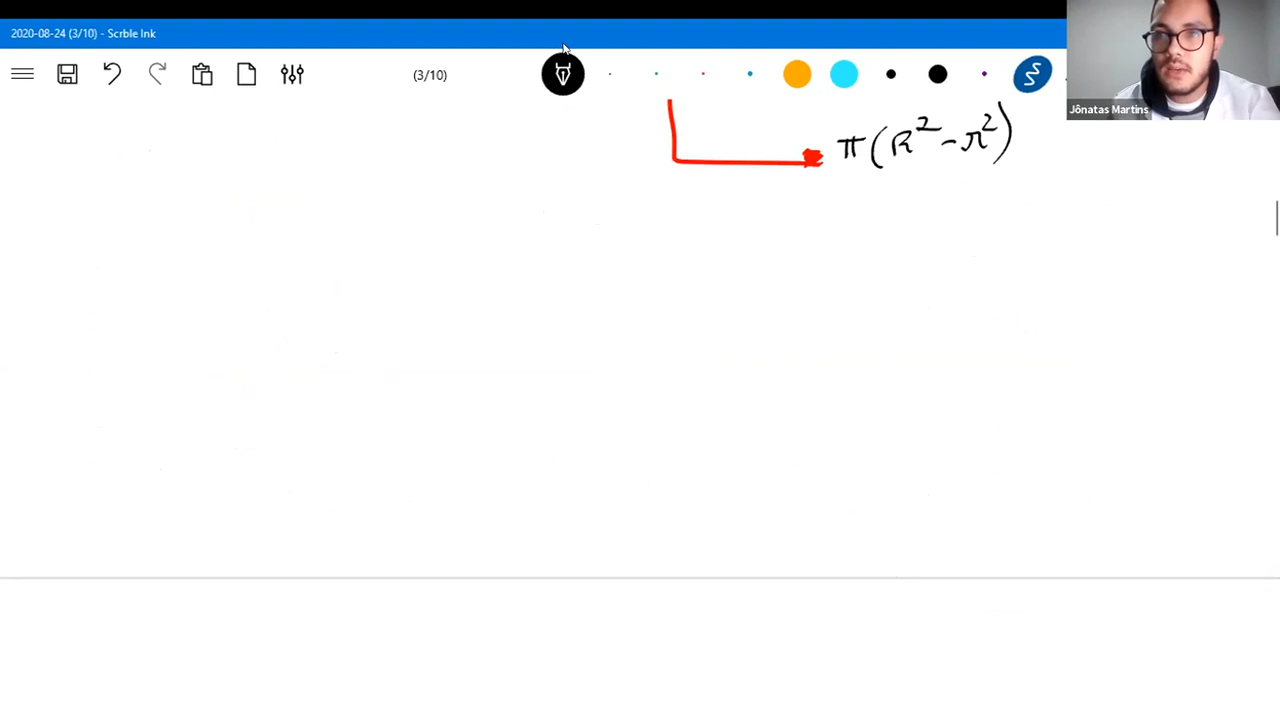 2020-08-24 (3/10) - Scrble Ink
(3/10)
Jônatas Martins
π(R²-r²)